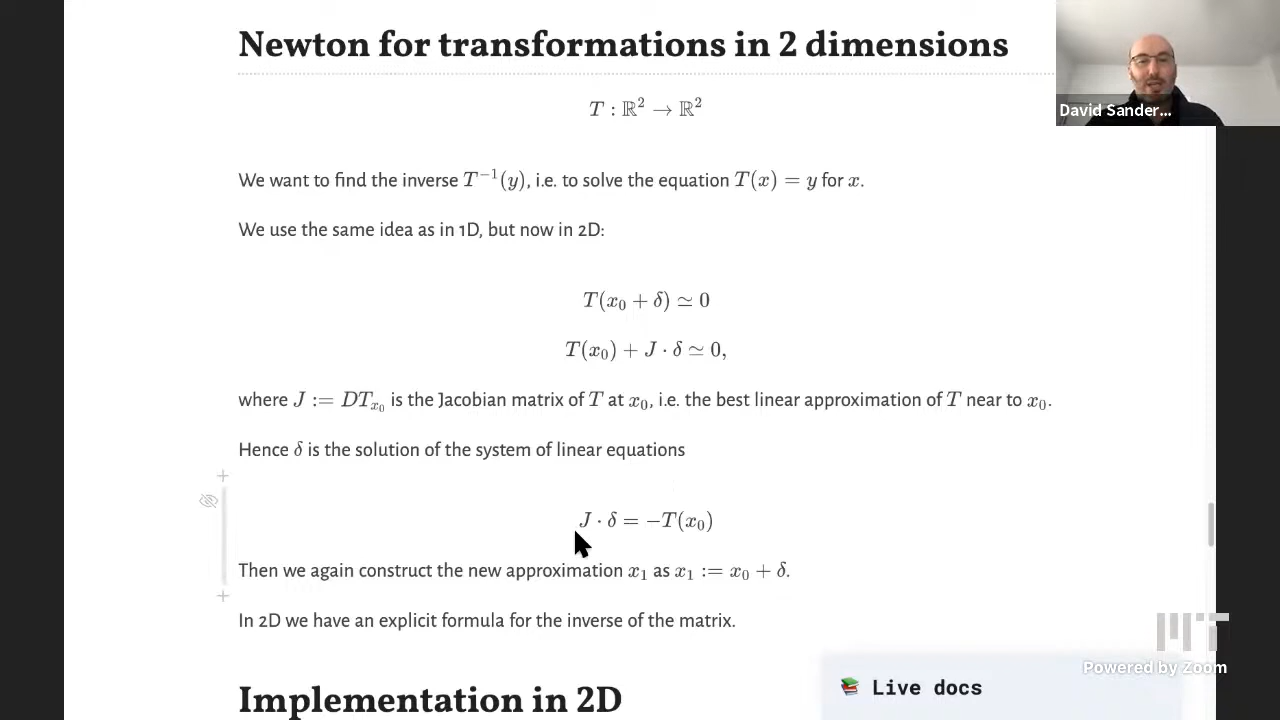 Newton for transformations in 2 dimensions
T : ℝ² → ℝ²
David Sander...
We want to find the inverse T⁻¹(y), i.e. to solve the equation T(x) = y for x.
We use the same idea as in 1D, but now in 2D:
T(x₀ + δ) ≃ 0
T(x₀) + J · δ ≃ 0,
where J := DTₓ₀ is the Jacobian matrix of T at x₀, i.e. the best linear approximation of T near to x₀.
Hence δ is the solution of the system of linear equations
J · δ = −T(x₀)
Then we again construct the new approximation x₁ as x₁ := x₀ + δ.
In 2D we have an explicit formula for the inverse of the matrix.
MIT
Powered by Zoom
Live docs
Implementation in 2D